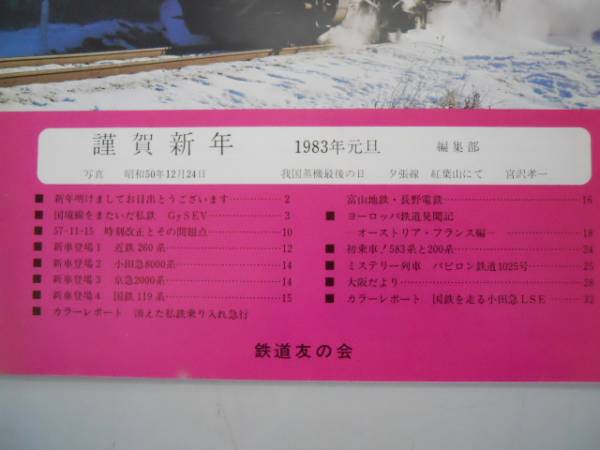 謹賀新年 1983年元旦 編集部
写真 昭和50年12月24日 我国蒸機最後の日 夕張線 紅葉山にて 宮沢孝一
■ 新年明けましてお目出とうございます 2
■ 国境線をまたいだ私鉄 GySEV 3
■ 57-11-15 時刻改正とその問題点 10
■ 新車登場1 近鉄260系 12
■ 新車登場2 小田急8000系 14
■ 新車登場3 京急2000系 14
■ 新車登場4 国鉄119系 15
■ カラーレポート 消えた私鉄乗り入れ急行
富山地鉄・長野電鉄 16
■ ヨーロッパ鉄道見聞記
—オーストリア・フランス編— 18
■ 初乗車!583系と200系 24
■ ミステリー列車 バビロン鉄道1025号 25
■ 大阪だより 28
■ カラーレポート 国鉄を走る小田急LSE 32
鉄道友の会